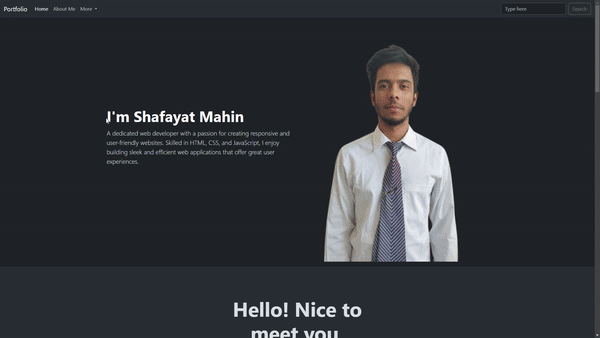 Portfolio Home About Me More Type here Search
I'm Shafayat Mahin
A dedicated web developer with a passion for creating responsive and
user-friendly websites. Skilled in HTML, CSS, and JavaScript, I enjoy
building sleek and efficient web applications that offer great user
experiences.
Hello! Nice to
meet you